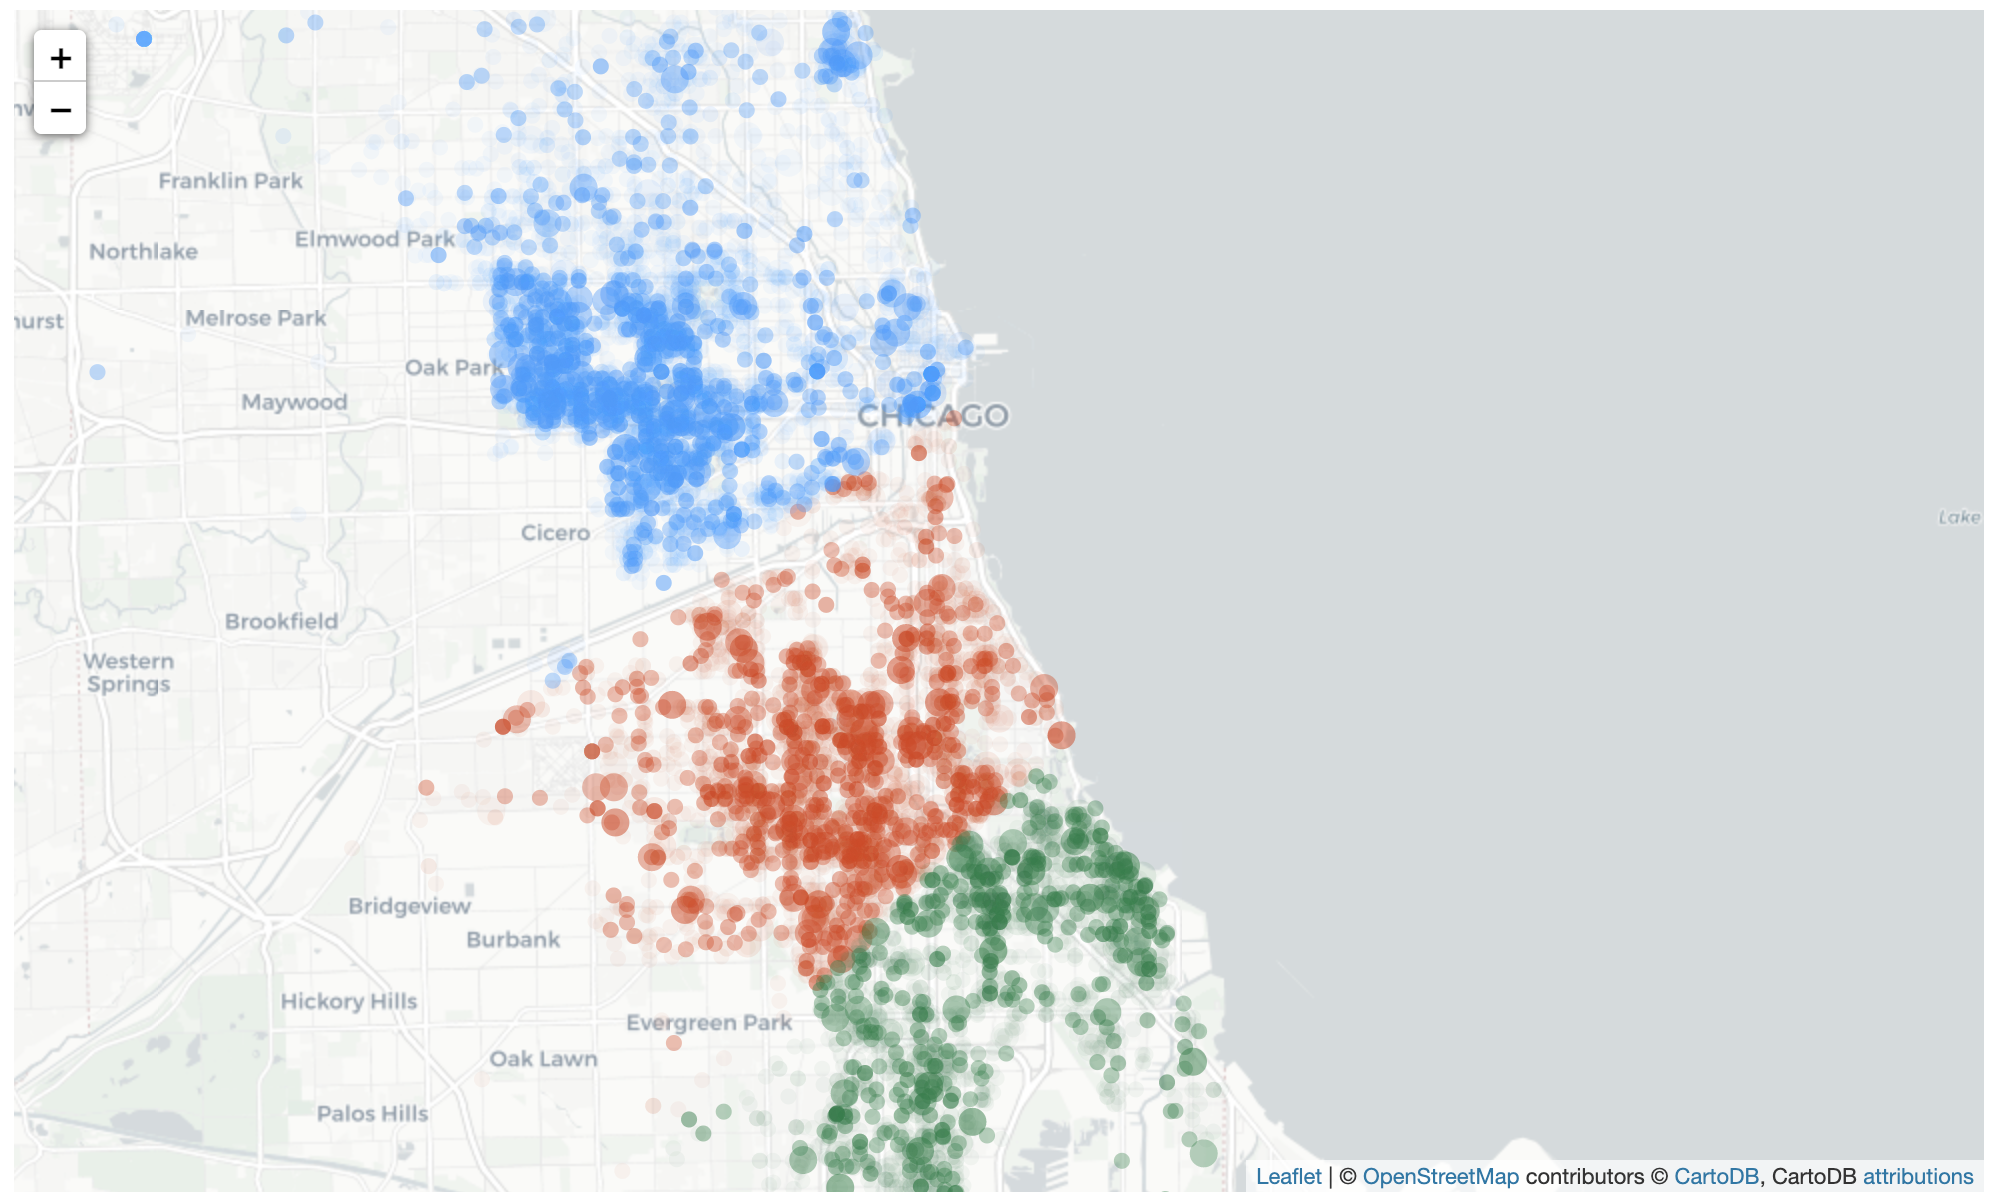 +
−
Franklin Park
Elmwood Park
Northlake
Melrose Park
Oak Park
Maywood
CHICAGO
Lake
Cicero
Brookfield
Western
Springs
Bridgeview
Burbank
Hickory Hills
Evergreen Park
Oak Lawn
Palos Hills
Leaflet | © OpenStreetMap contributors © CartoDB, CartoDB attributions